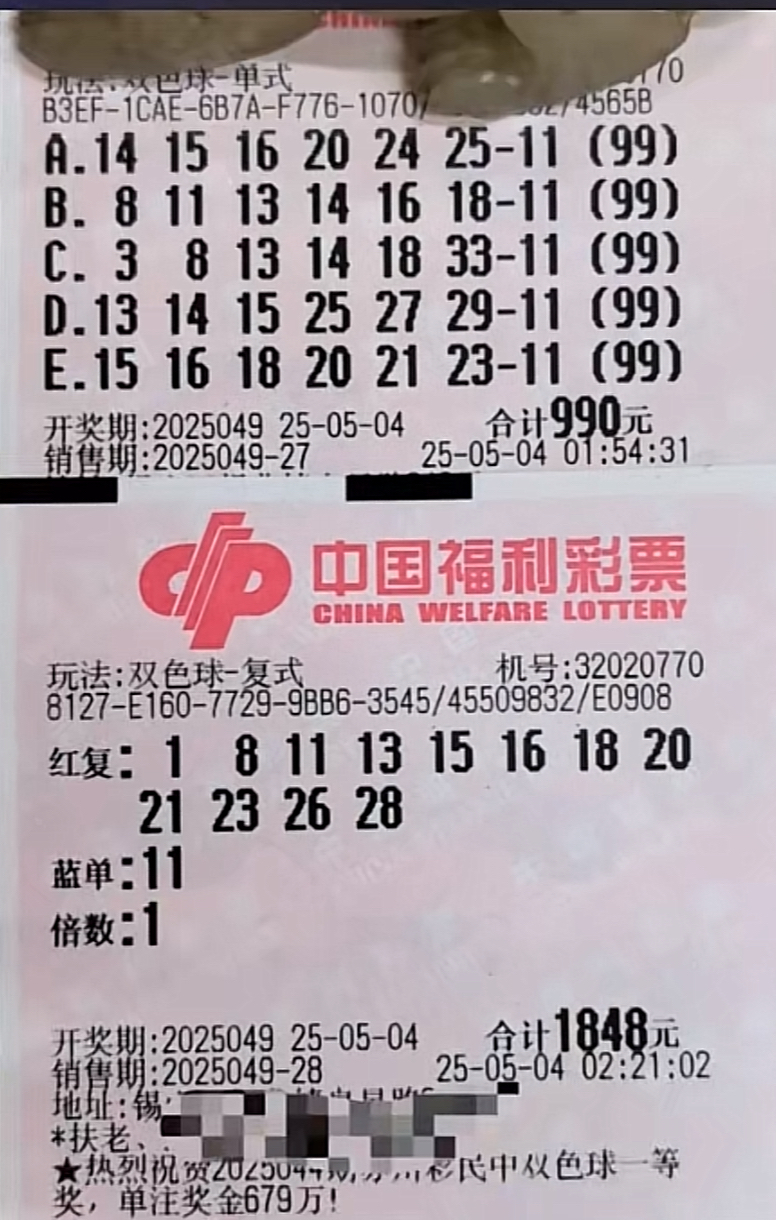 玩法:双色球-单式
B3EF-1CAE-6B7A-F776-1070/ /4565B
A.14 15 16 20 24 25-11 (99)
B. 8 11 13 14 16 18-11 (99)
C. 3 8 13 14 18 33-11 (99)
D.13 14 15 25 27 29-11 (99)
E.15 16 18 20 21 23-11 (99)
开奖期:2025049 25-05-04 合计990元
销售期:2025049-27 25-05-04 01:54:31
中国福利彩票
CHINA WELFARE LOTTERY
玩法:双色球-复式 机号:32020770
8127-E160-7729-9BB6-3545/45509832/E0908
红复: 1 8 11 13 15 16 18 20
21 23 26 28
蓝单:11
倍数:1
开奖期:2025049 25-05-04 合计1848元
销售期:2025049-28 25-05-04 02:21:02
地址:锡
*扶老、
★热烈祝贺2025044期,苏州彩民中双色球一等
奖，单注奖金679万!